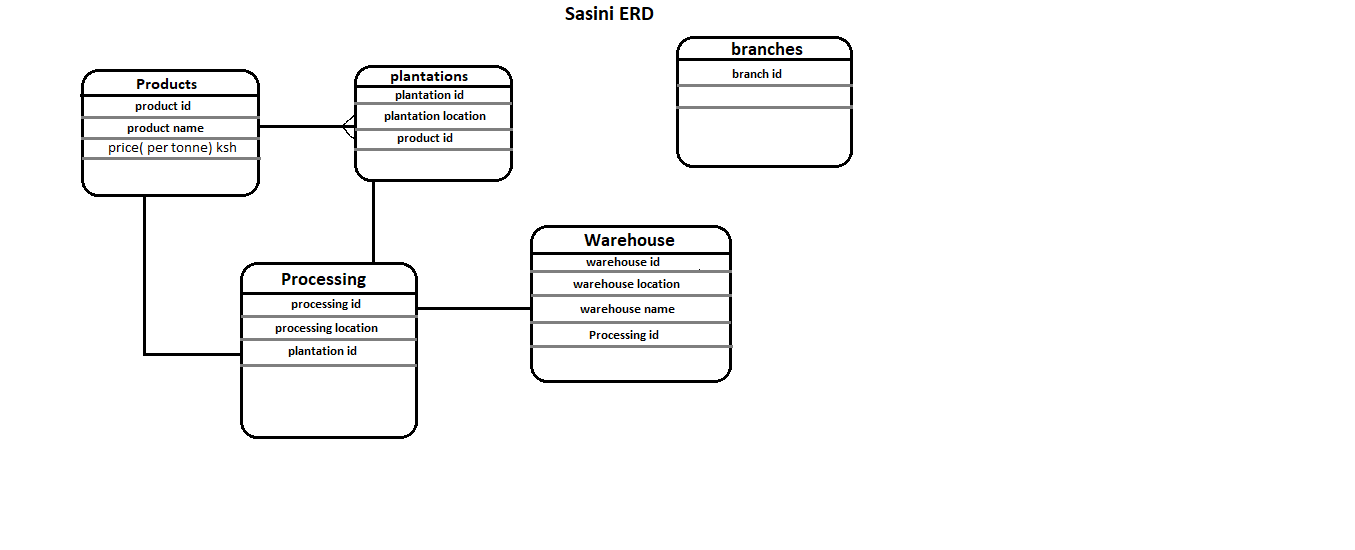 Sasini ERD
Products
product id
product name
price( per tonne) ksh
plantations
plantation id
plantation location
product id
branches
branch id
Processing
processing id
processing location
plantation id
Warehouse
warehouse id
warehouse location
warehouse name
Processing id